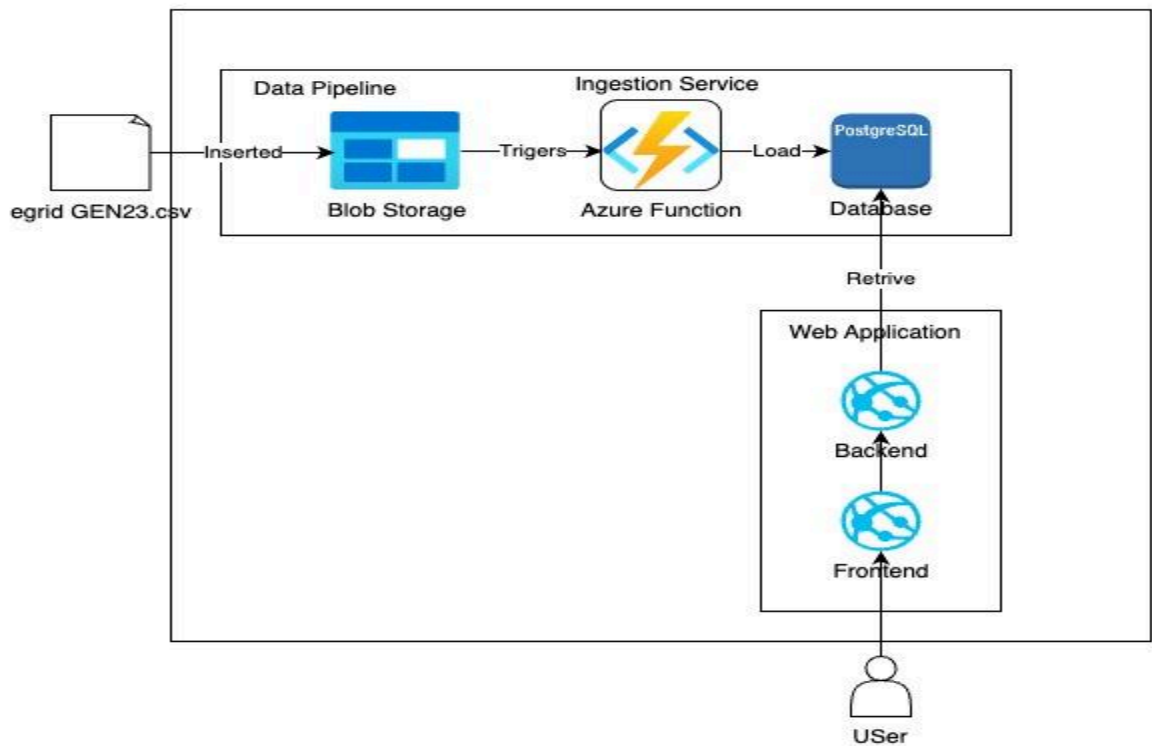 Data Pipeline
Ingestion Service
PostgreSQL
Inserted
Trigers
Load
egrid GEN23.csv
Blob Storage
Azure Function
Database
Retrive
Web Application
Backend
Frontend
USer